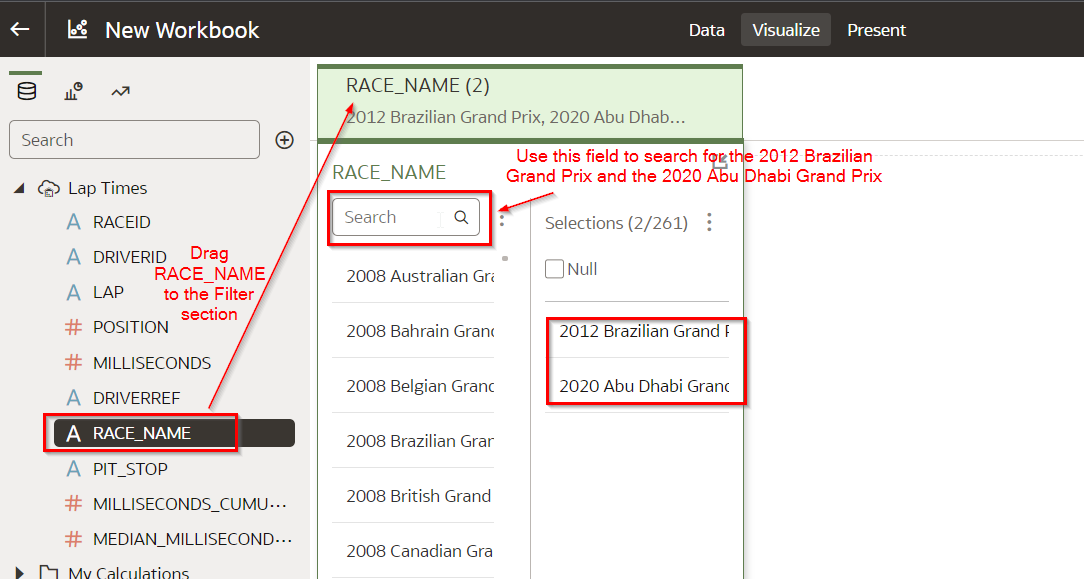 New Workbook
Data
Visualize
Present
RACE_NAME (2)
2012 Brazilian Grand Prix, 2020 Abu Dhab...
Search
Use this field to search for the 2012 Brazilian
Grand Prix and the 2020 Abu Dhabi Grand Prix
RACE_NAME
Search
Selections (2/261)
Null
2008 Australian Gra
2008 Bahrain Grand
2008 Belgian Grand
2008 Brazilian Gran
2008 British Grand
2008 Canadian Gra
2012 Brazilian Grand P
2020 Abu Dhabi Grand
Lap Times
A RACEID
A DRIVERID
A LAP
# POSITION
# MILLISECONDS
A DRIVERREF
A RACE_NAME
A PIT_STOP
# MILLISECONDS_CUMU...
# MEDIAN_MILLISECOND...
My Calculations
Drag
RACE_NAME
to the Filter
section